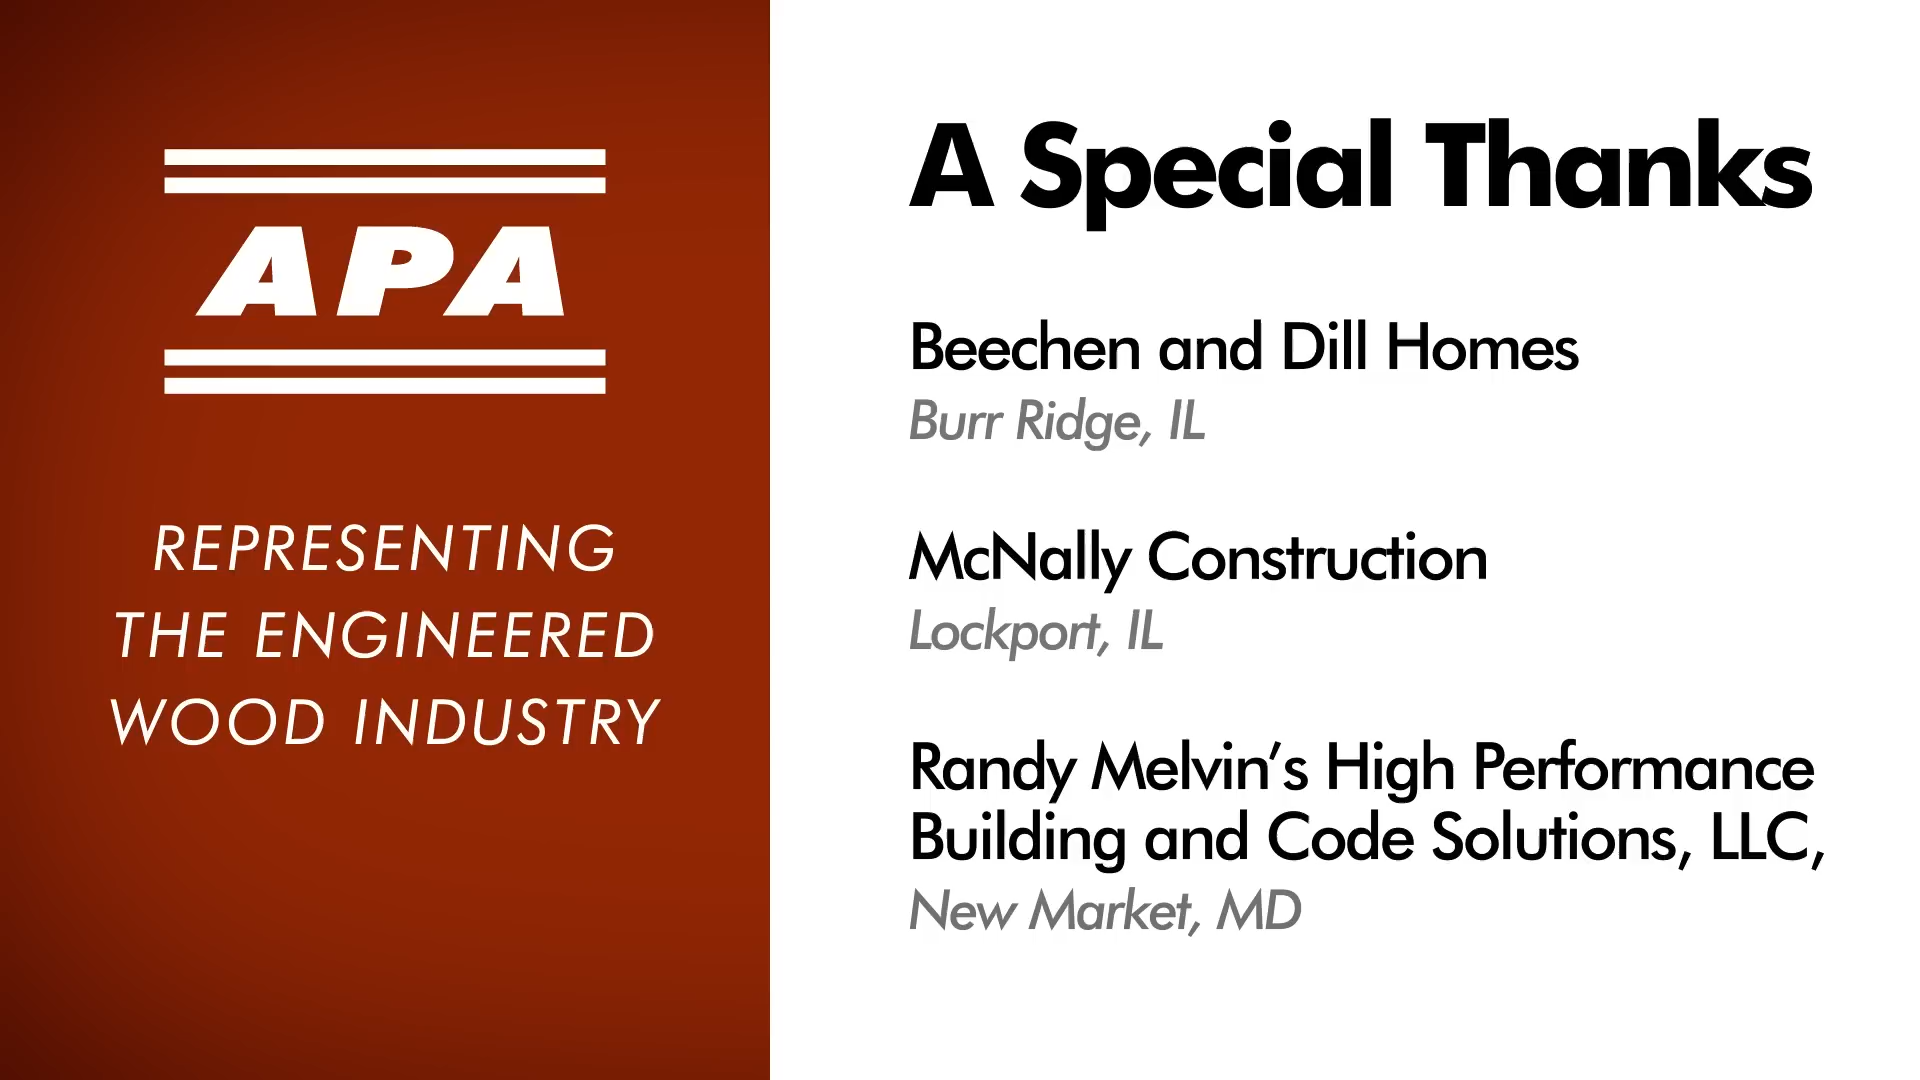 APA
REPRESENTING
THE ENGINEERED
WOOD INDUSTRY
A Special Thanks
Beechen and Dill Homes
Burr Ridge, IL
McNally Construction
Lockport, IL
Randy Melvin’s High Performance
Building and Code Solutions, LLC,
New Market, MD